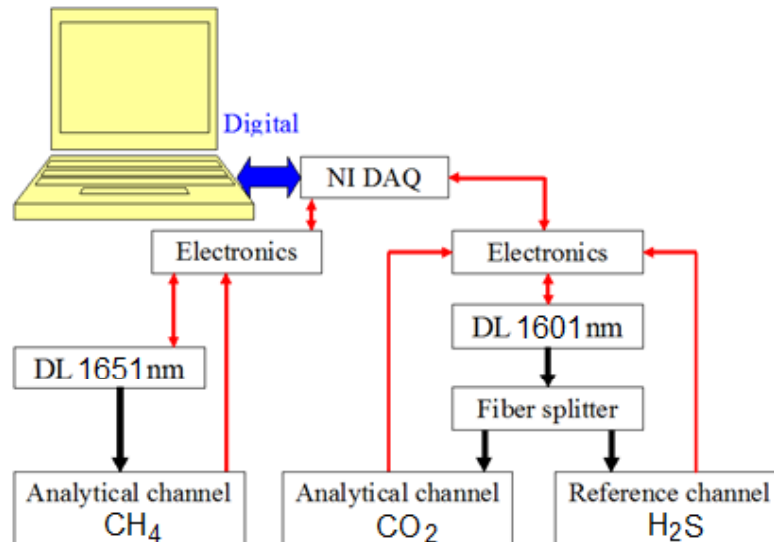 Digital
NI DAQ
Electronics
Electronics
DL 1601nm
DL 1651nm
Fiber splitter
Analytical channel
CH₄
Analytical channel
CO₂
Reference channel
H₂S